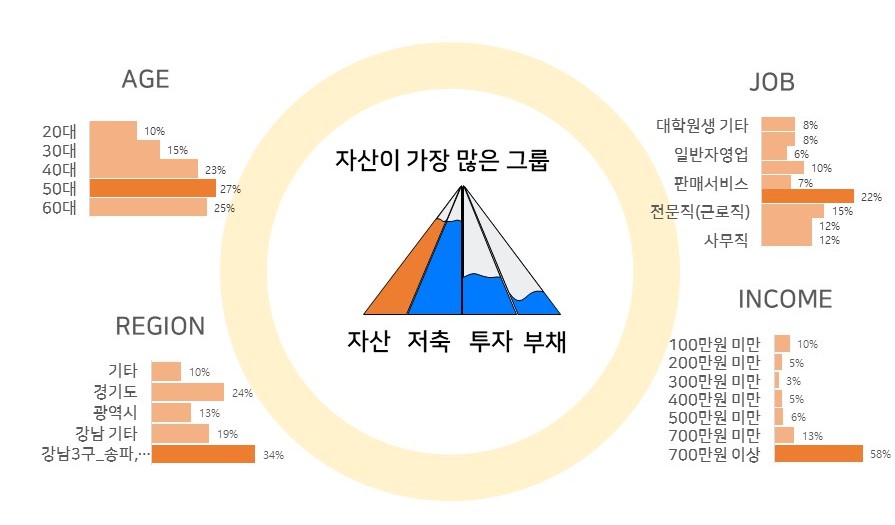 AGE
20대 10%
30대 15%
40대 23%
50대 27%
60대 25%
REGION
기타 10%
경기도 24%
광역시 13%
강남 기타 19%
강남3구_송파,… 34%
자산이 가장 많은 그룹
자산 저축 투자 부채
JOB
대학원생 기타 8%
8%
일반자영업 6%
10%
판매서비스 7%
22%
전문직(근로직) 15%
12%
사무직 12%
INCOME
100만원 미만 10%
200만원 미만 5%
300만원 미만 3%
400만원 미만 5%
500만원 미만 6%
700만원 미만 13%
700만원 이상 58%